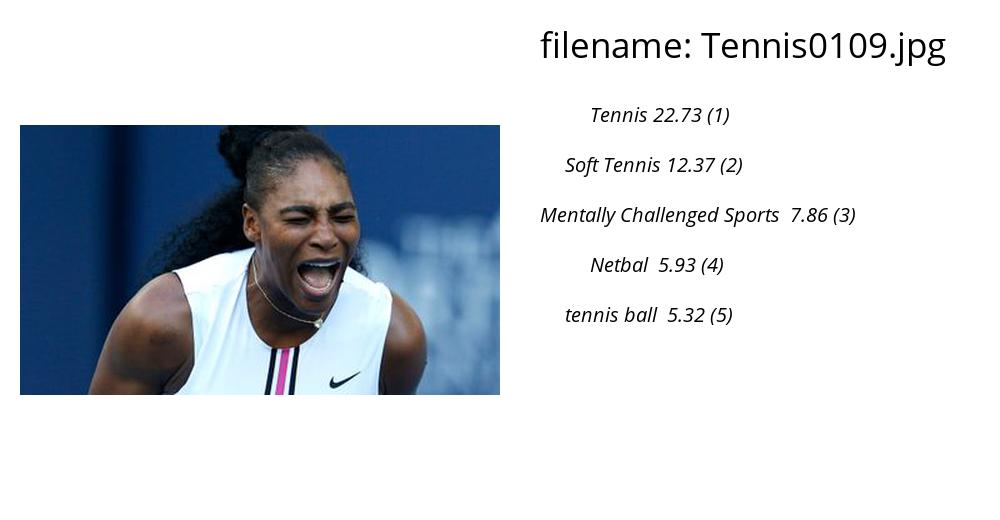 filename: Tennis0109.jpg
Tennis 22.73 (1)
Soft Tennis 12.37 (2)
Mentally Challenged Sports 7.86 (3)
Netbal 5.93 (4)
tennis ball 5.32 (5)